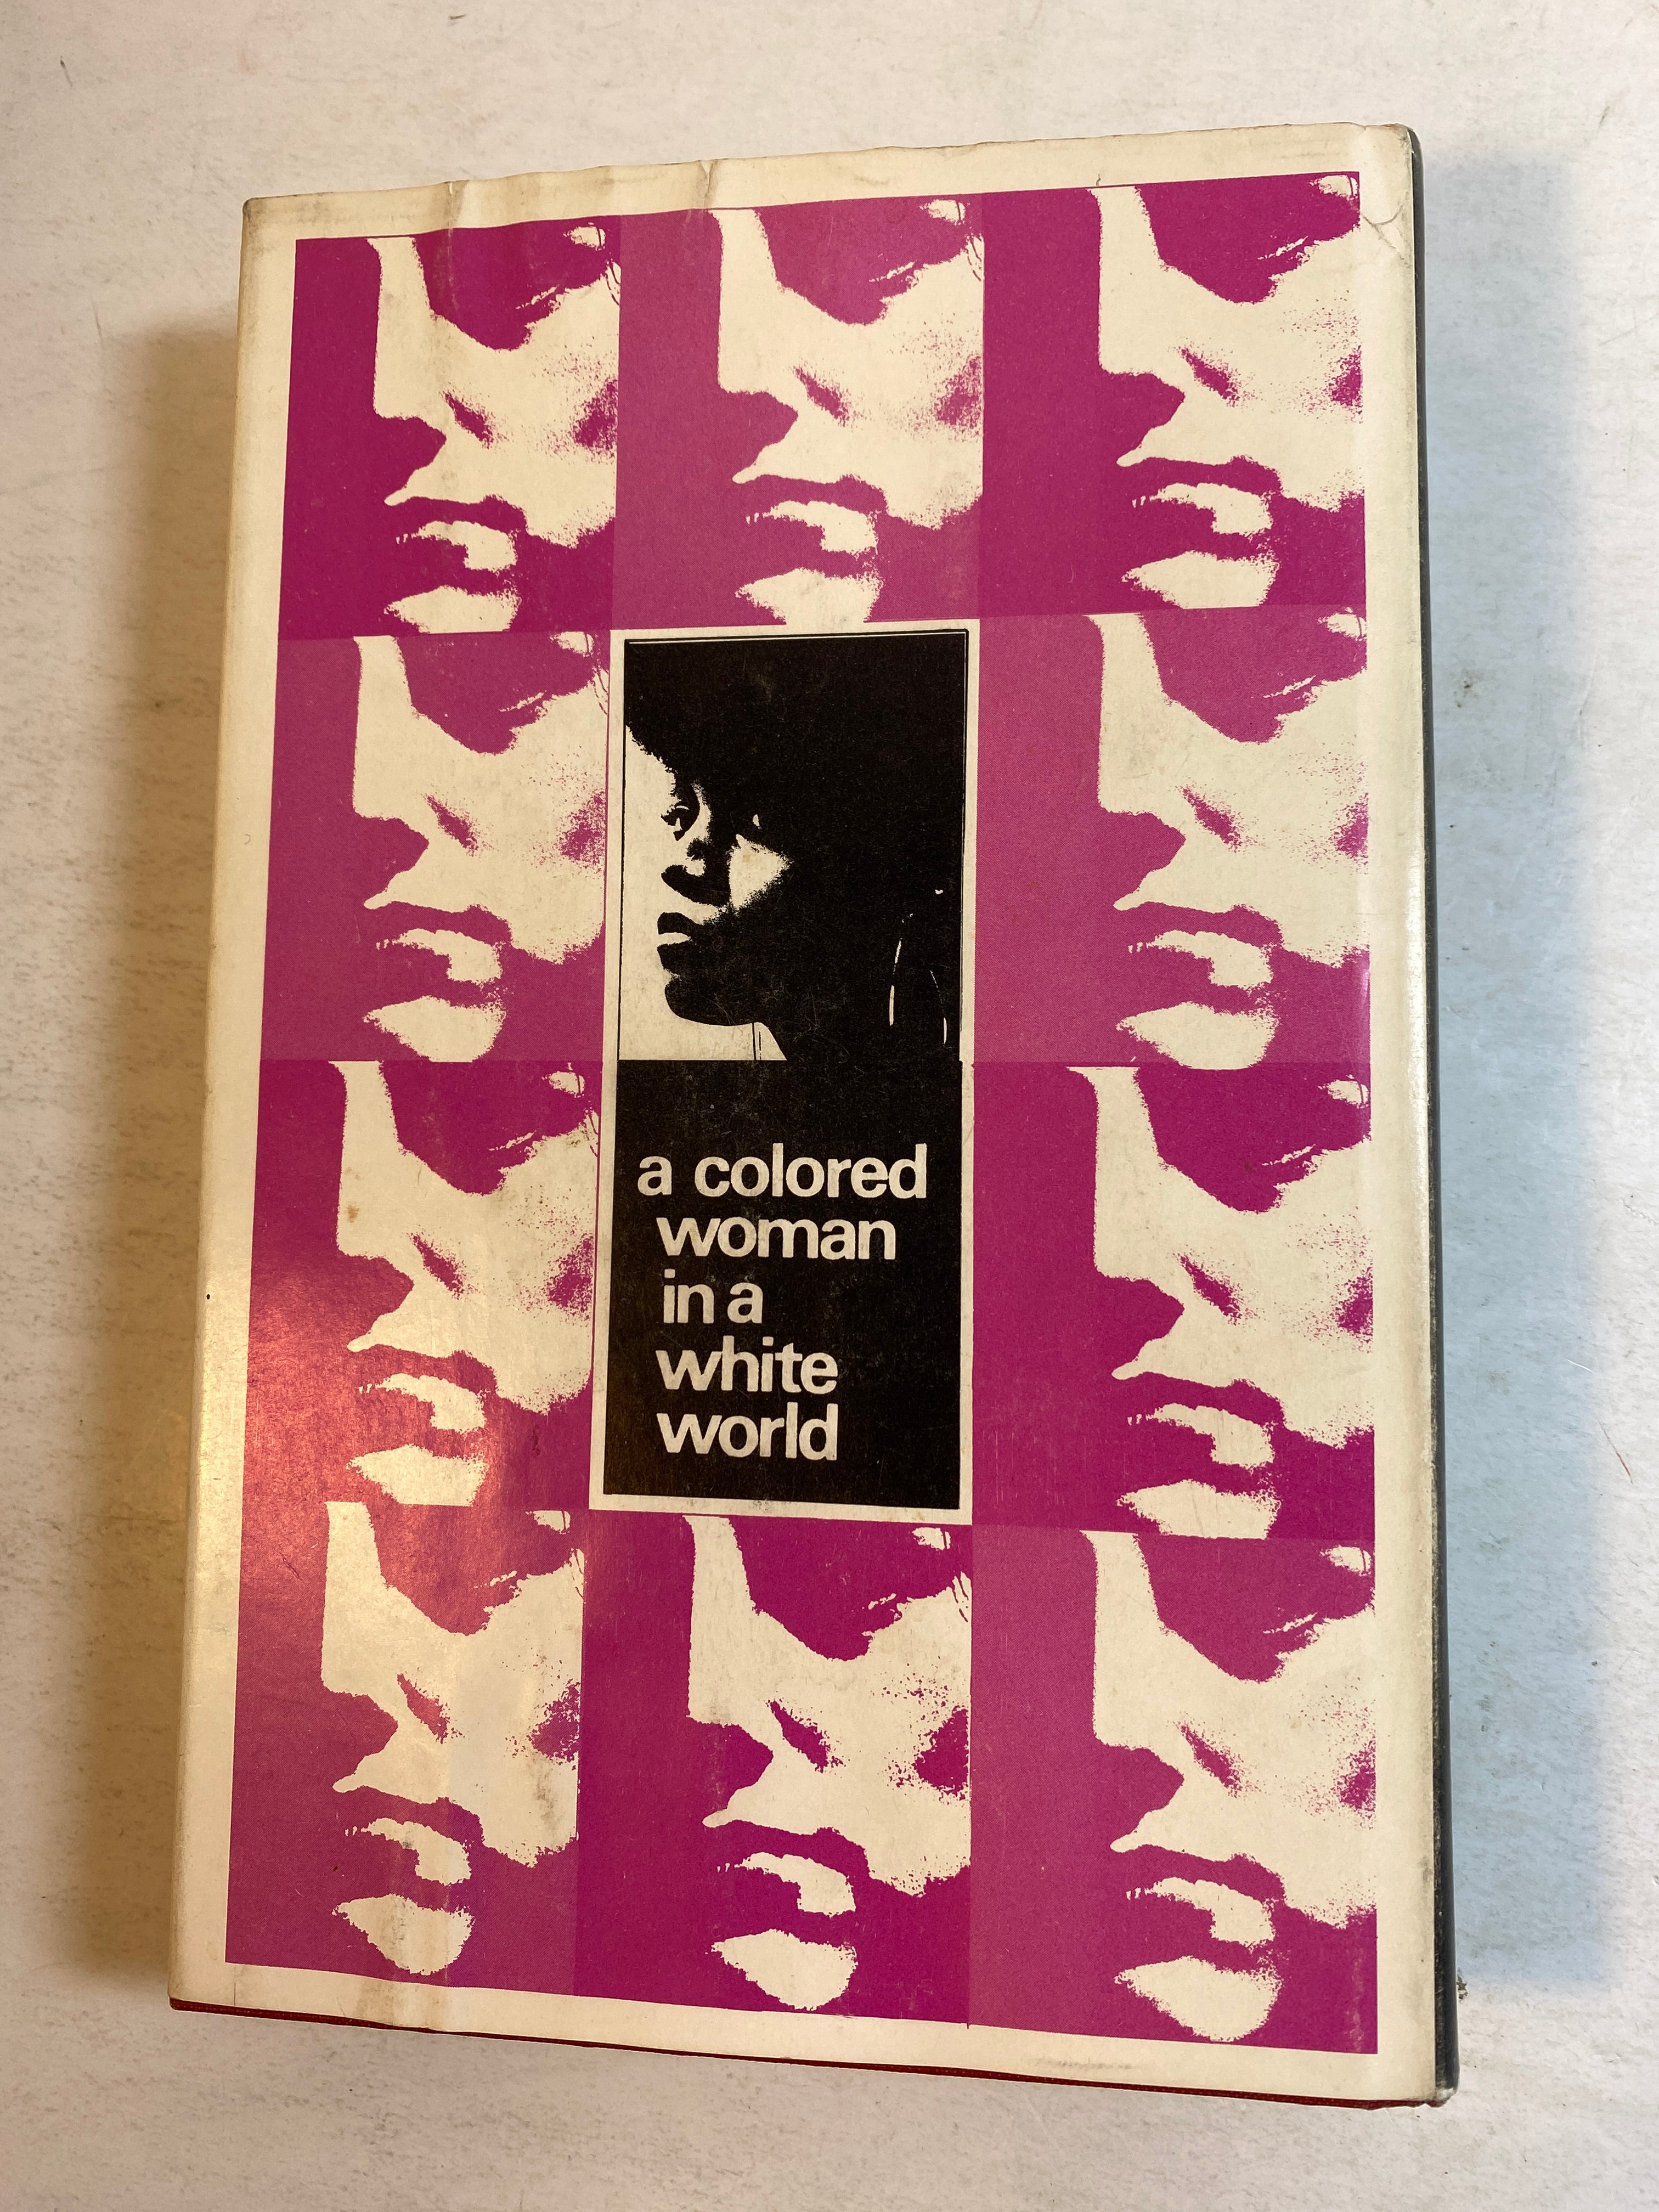 a colored
woman
in a
white
world